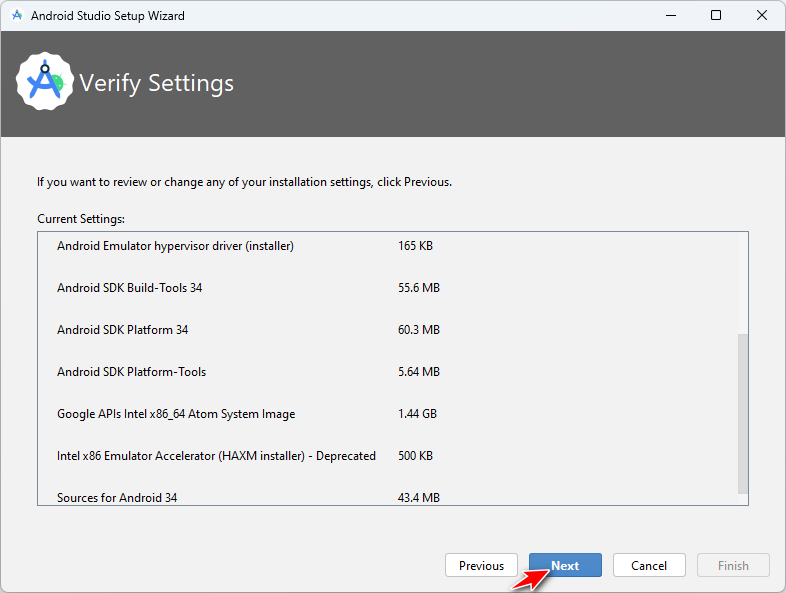 Android Studio Setup Wizard
Verify Settings
If you want to review or change any of your installation settings, click Previous.
Current Settings:
Android Emulator hypervisor driver (installer) 165 KB
Android SDK Build-Tools 34 55.6 MB
Android SDK Platform 34 60.3 MB
Android SDK Platform-Tools 5.64 MB
Google APIs Intel x86_64 Atom System Image 1.44 GB
Intel x86 Emulator Accelerator (HAXM installer) - Deprecated 500 KB
Sources for Android 34 43.4 MB
Previous Next Cancel Finish